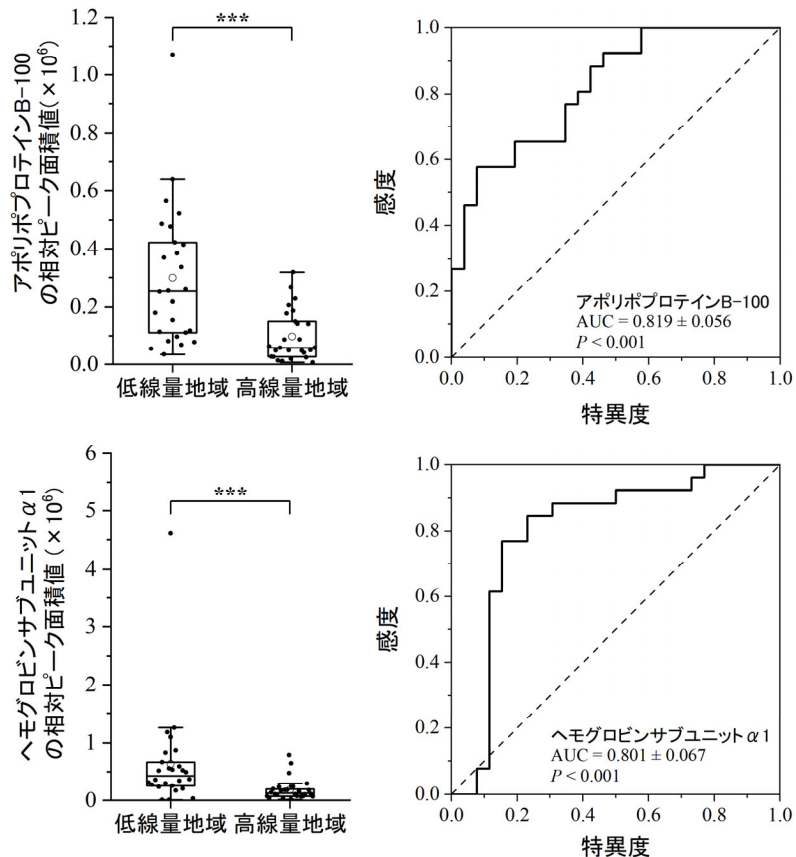 アポリポプロテインB-100
の相対ピーク面積値(×10⁶)
1.2
1.0
0.8
0.6
0.4
0.2
0.0
***
低線量地域 高線量地域
感度
1.0
0.8
0.6
0.4
0.2
0.0
アポリポプロテインB-100
AUC = 0.819 ± 0.056
P < 0.001
0.0 0.2 0.4 0.6 0.8 1.0
特異度
ヘモグロビンサブユニットα1
の相対ピーク面積値(×10⁶)
6
5
4
3
2
1
0
***
低線量地域 高線量地域
感度
1.0
0.8
0.6
0.4
0.2
0.0
ヘモグロビンサブユニットα1
AUC = 0.801 ± 0.067
P < 0.001
0.0 0.2 0.4 0.6 0.8 1.0
特異度